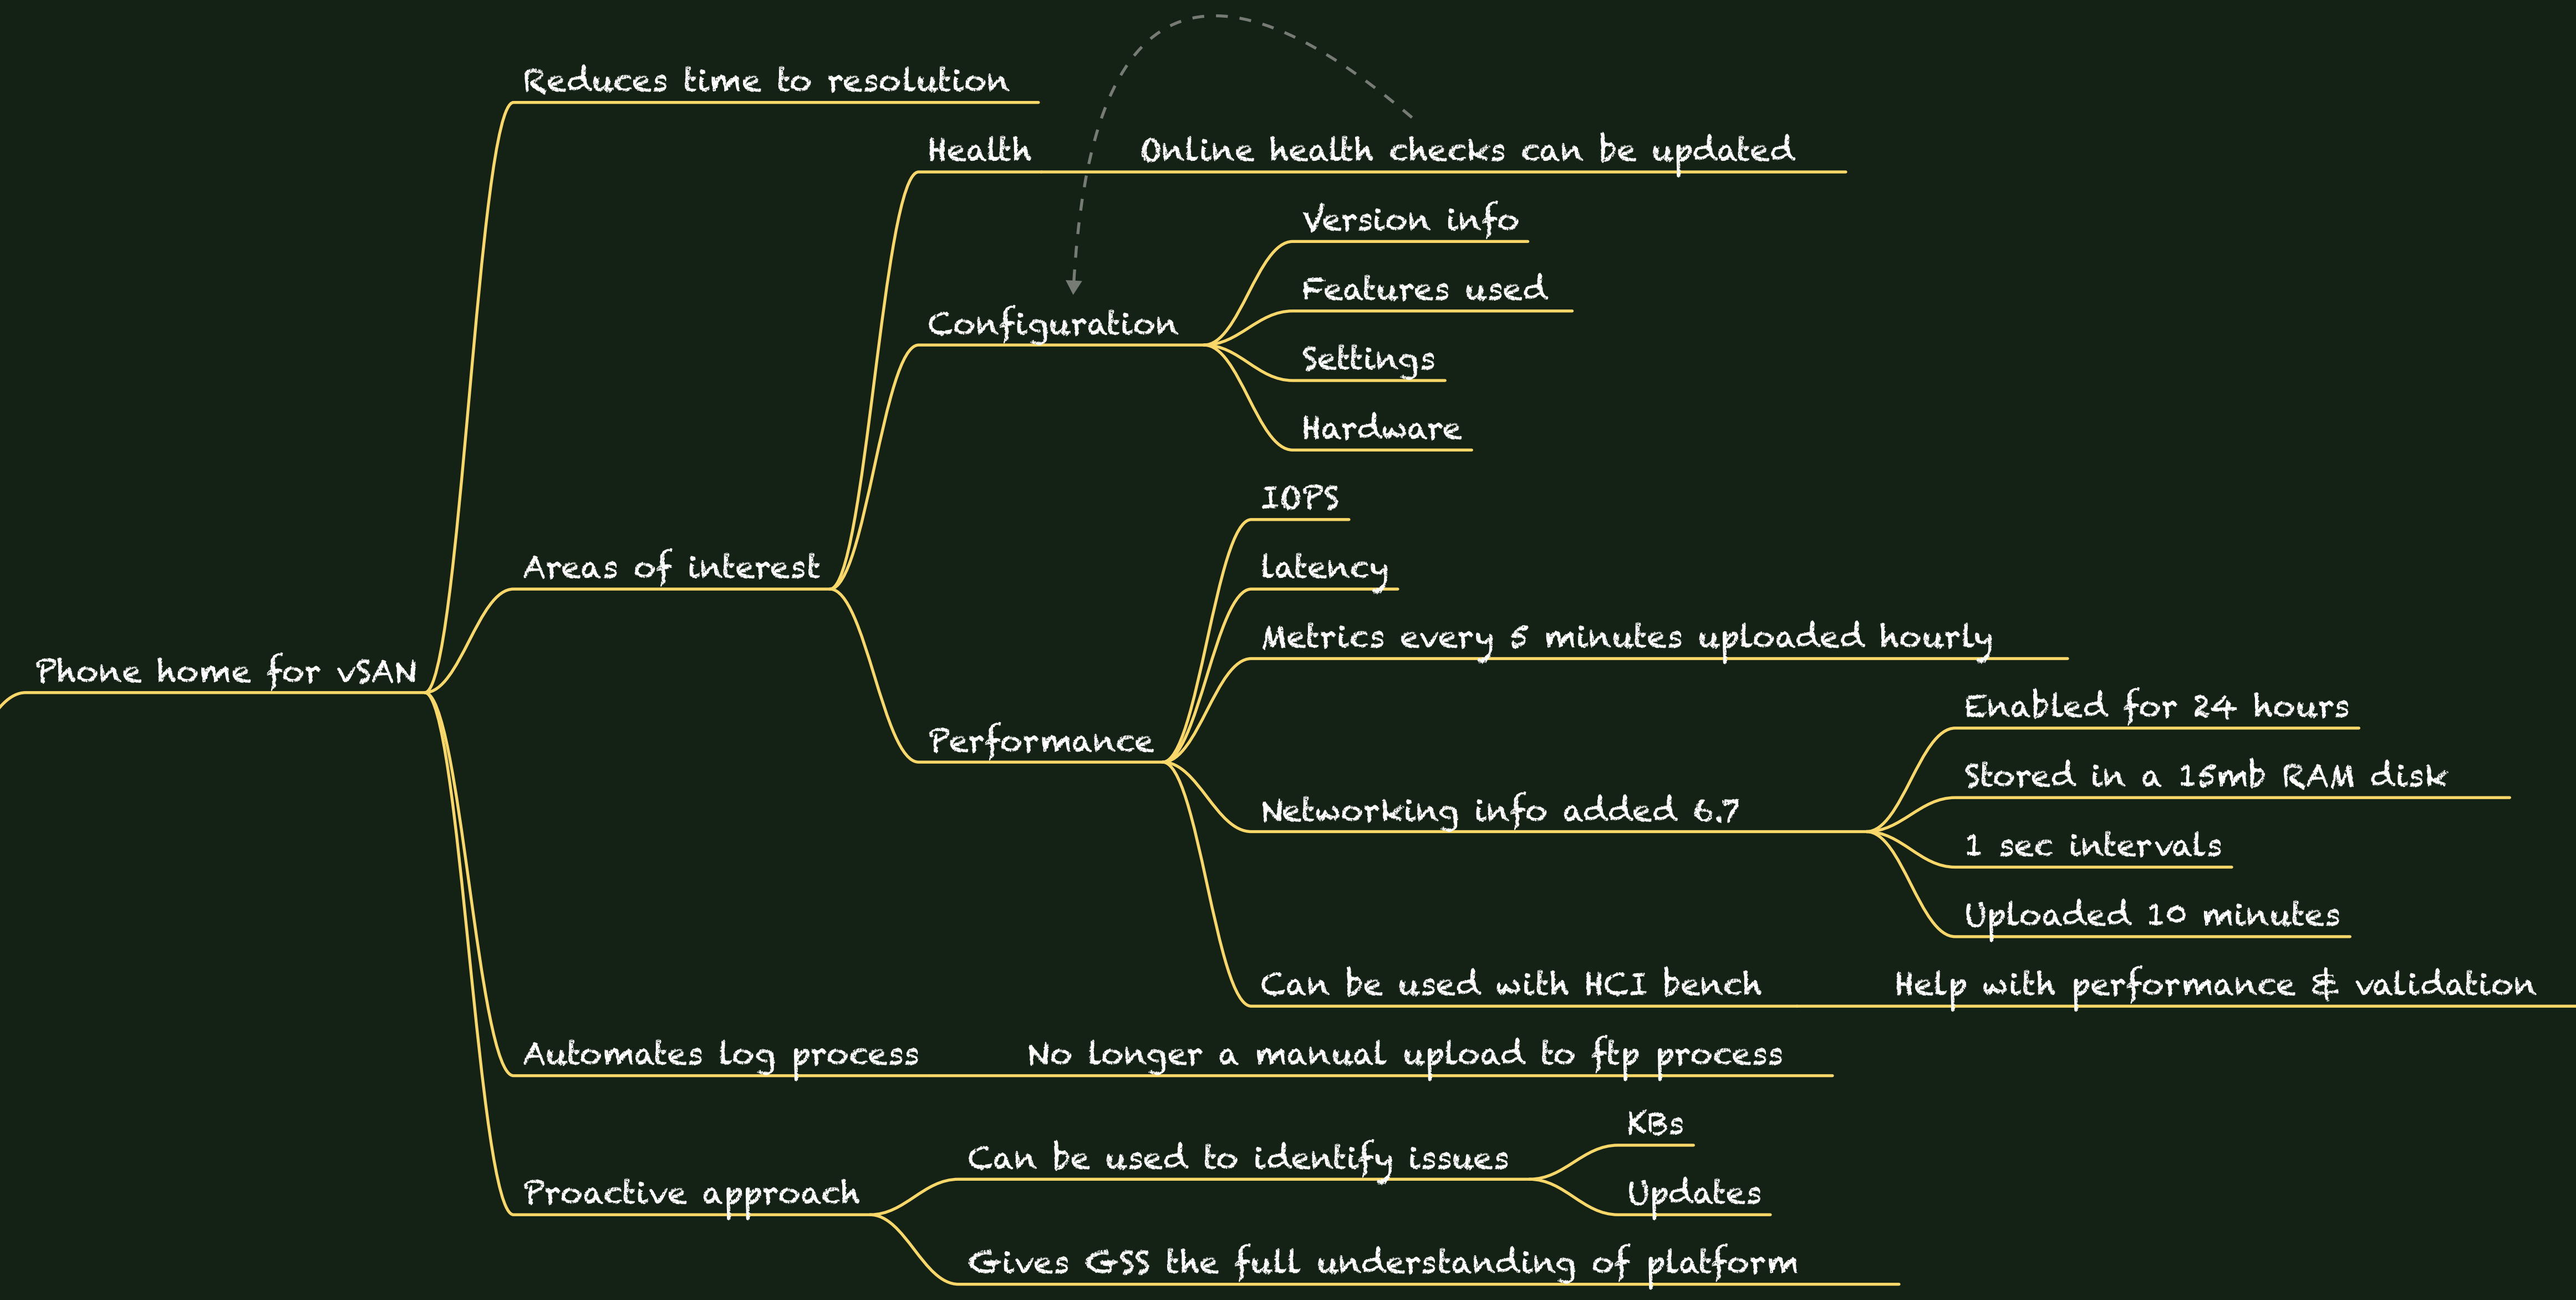 Reduces time to resolution
Health
Online health checks can be updated
Version info
Features used
Configuration
Settings
Hardware
IOPS
Areas of interest
latency
Metrics every 5 minutes uploaded hourly
Phone home for vSAN
Performance
Enabled for 24 hours
Stored in a 15mb RAM disk
Networking info added 6.7
1 sec intervals
Uploaded 10 minutes
Can be used with HCI bench
Help with performance & validation
Automates log process
No longer a manual upload to ftp process
KBs
Can be used to identify issues
Updates
Proactive approach
Gives GSS the full understanding of platform